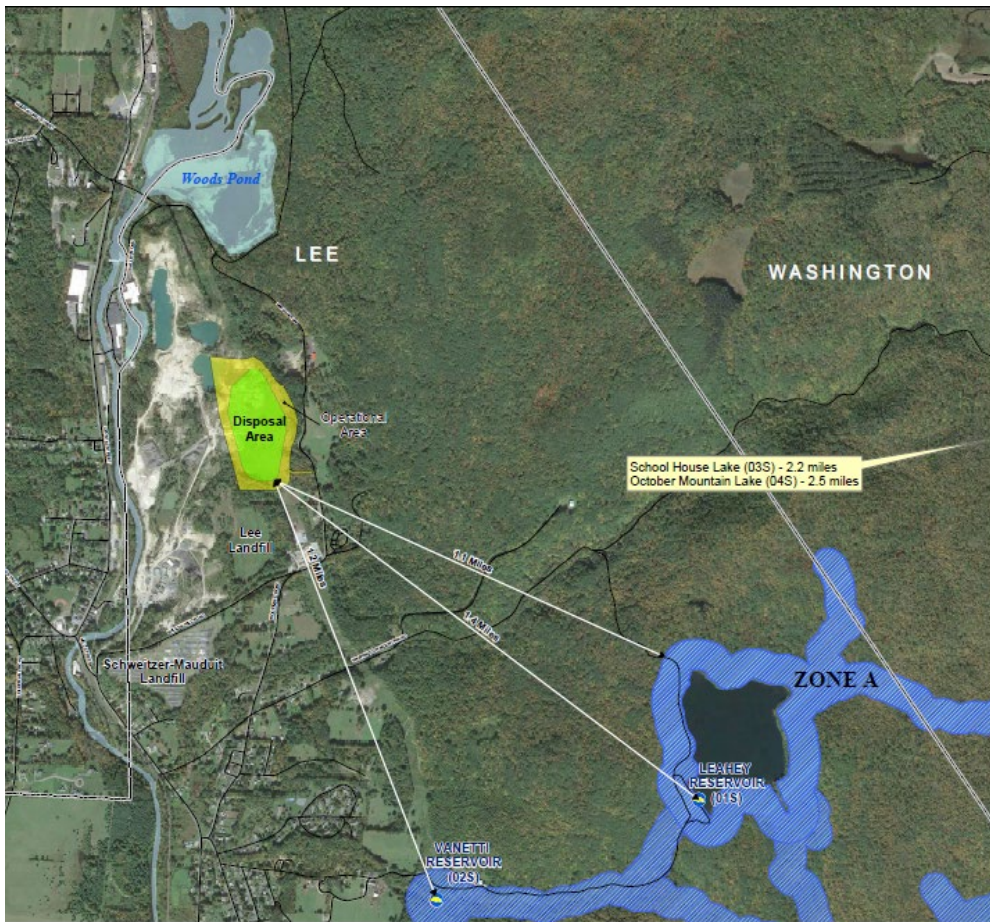 Woods Pond
LEE
WASHINGTON
Disposal
Area
Operational
Area
School House Lake (03S) - 2.2 miles
October Mountain Lake (04S) - 2.5 miles
Lee
Landfill
1.2 Miles
1.1 Miles
1.4 Miles
Schweitzer-Mauduit
Landfill
ZONE A
LEAHEY
RESERVOIR
(01S)
VANETTI
RESERVOIR
(02S)